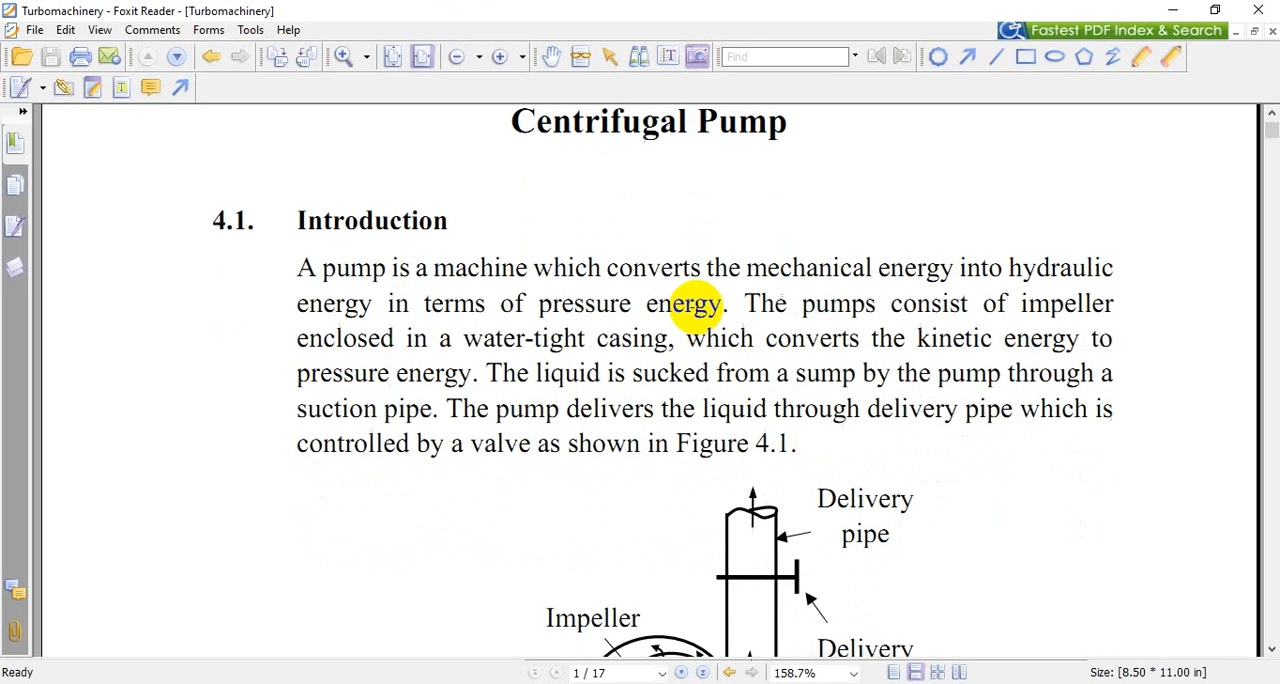 Turbomachinery - Foxit Reader - [Turbomachinery]
File Edit View Comments Forms Tools Help
Fastest PDF Index & Search
Find
Centrifugal Pump
4.1. Introduction
A pump is a machine which converts the mechanical energy into hydraulic
energy in terms of pressure energy. The pumps consist of impeller
enclosed in a water-tight casing, which converts the kinetic energy to
pressure energy. The liquid is sucked from a sump by the pump through a
suction pipe. The pump delivers the liquid through delivery pipe which is
controlled by a valve as shown in Figure 4.1.
Delivery
pipe
Impeller
Delivery
Ready 1 / 17 158.7% Size: [8.50 * 11.00 in]